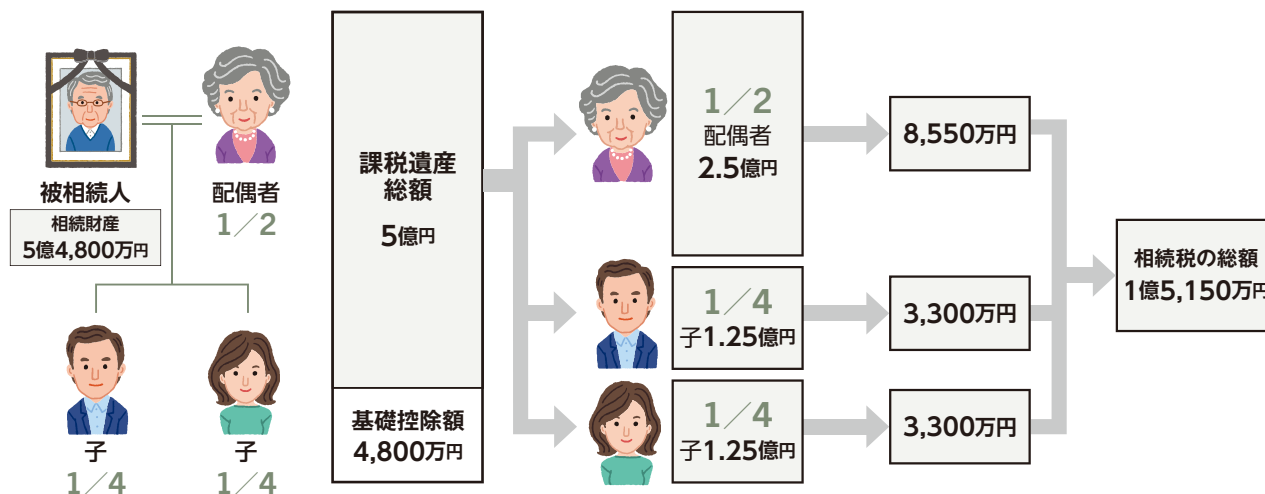 被相続人
相続財産
5億4,800万円
配偶者
1／2
子
1／4
子
1／4
課税遺産
総額
5億円
基礎控除額
4,800万円
1／2
配偶者
2.5億円
8,550万円
1／4
子1.25億円
3,300万円
1／4
子1.25億円
3,300万円
相続税の総額
1億5,150万円